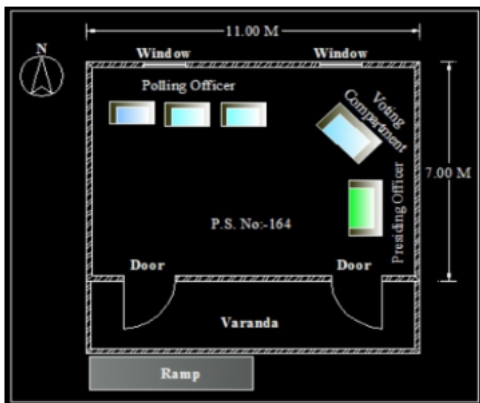 11.00 M
N
Window
Window
Polling Officer
Voting
Compartment
7.00 M
Presiding Officer
P.S. No:-164
Door
Door
Varanda
Ramp